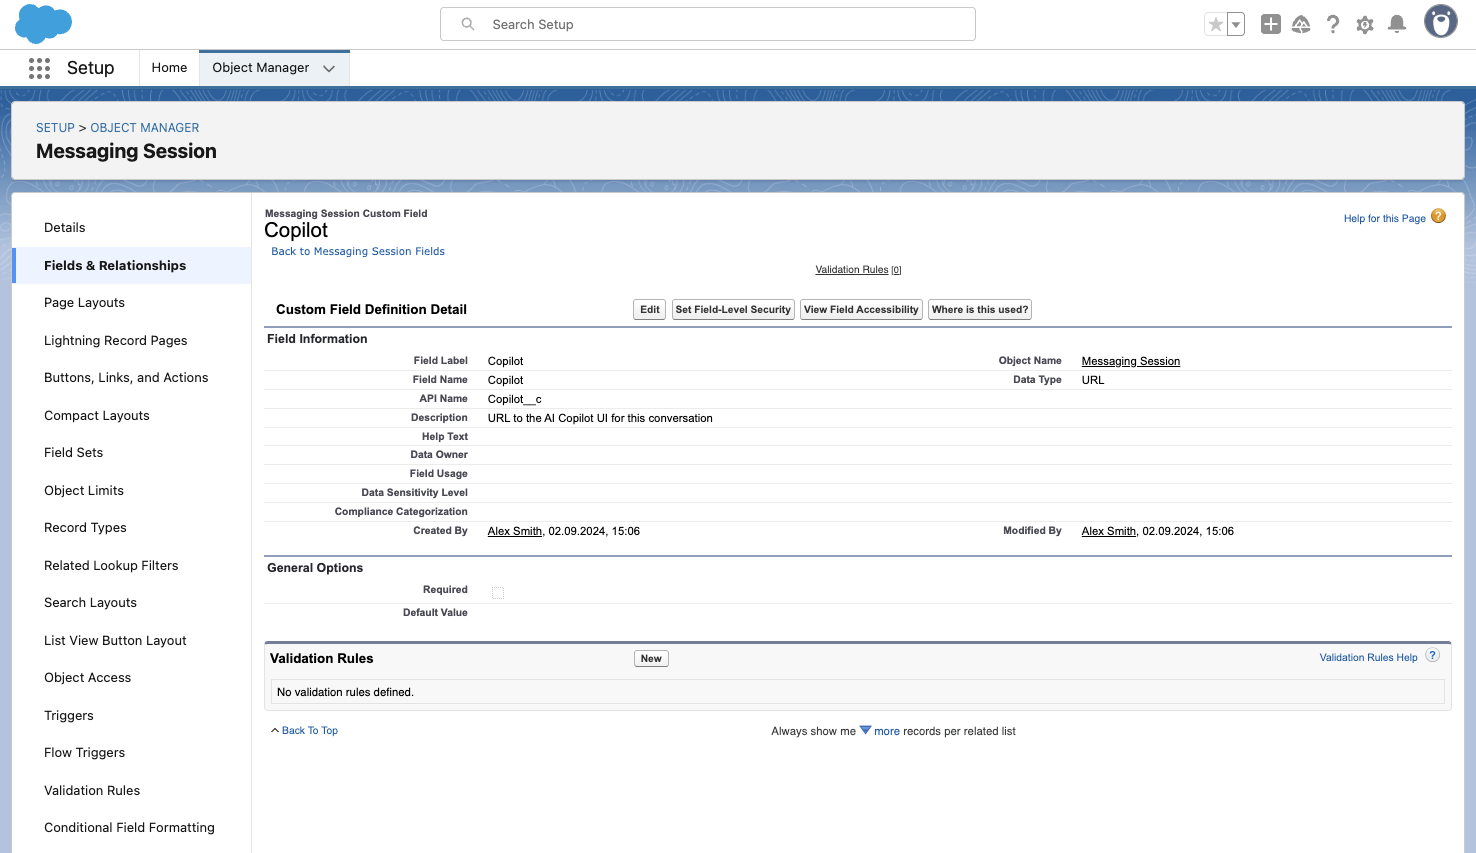 Search Setup
Setup
Home
Object Manager
SETUP > OBJECT MANAGER
Messaging Session
Details
Fields & Relationships
Page Layouts
Lightning Record Pages
Buttons, Links, and Actions
Compact Layouts
Field Sets
Object Limits
Record Types
Related Lookup Filters
Search Layouts
List View Button Layout
Object Access
Triggers
Flow Triggers
Validation Rules
Conditional Field Formatting
Messaging Session Custom Field
Copilot
Back to Messaging Session Fields
Help for this Page ?
Validation Rules [0]
Custom Field Definition Detail
Edit Set Field-Level Security View Field Accessibility Where is this used?
Field Information
Field Label Copilot Object Name Messaging Session
Field Name Copilot Data Type URL
API Name Copilot__c
Description URL to the AI Copilot UI for this conversation
Help Text
Data Owner
Field Usage
Data Sensitivity Level
Compliance Categorization
Created By Alex Smith, 02.09.2024, 15:06 Modified By Alex Smith, 02.09.2024, 15:06
General Options
Required
Default Value
Validation Rules New Validation Rules Help ?
No validation rules defined.
Back To Top Always show me more records per related list